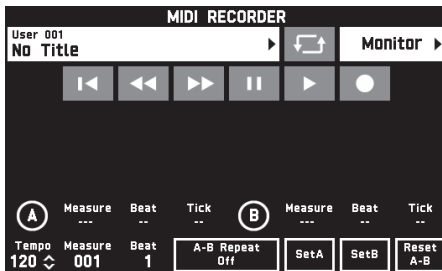 MIDI RECORDER
User 001
No Title
Monitor
A Measure Beat Tick B Measure Beat Tick
--- -- -- --- -- --
Tempo Measure Beat A-B Repeat SetA SetB Reset
120 001 1 Off A-B